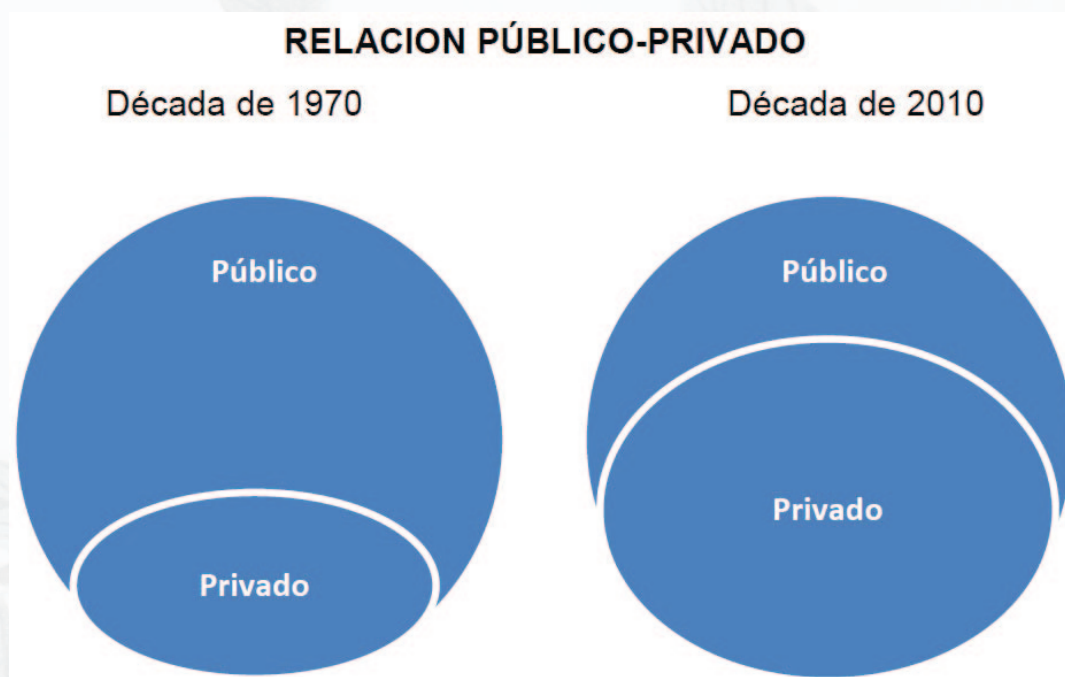 RELACION PÚBLICO-PRIVADO
Década de 1970
Década de 2010
Público
Privado
Público
Privado